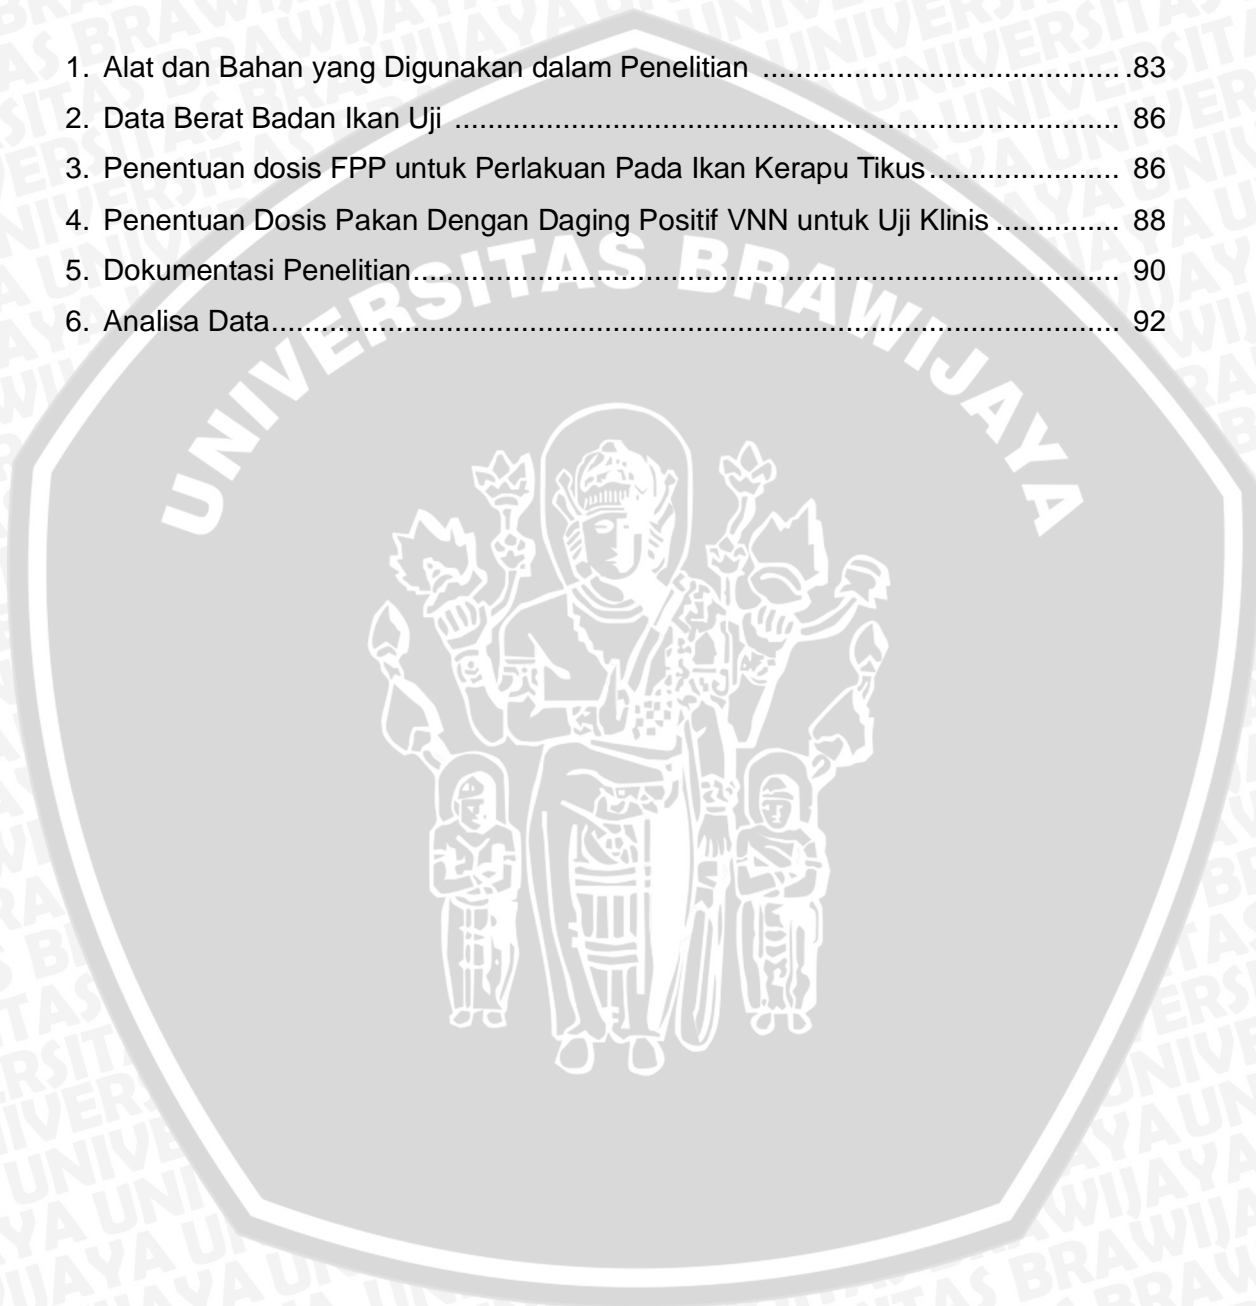 1. Alat dan Bahan yang Digunakan dalam Penelitian ............................................83
2. Data Berat Badan Ikan Uji ................................................................................ 86
3. Penentuan dosis FPP untuk Perlakuan Pada Ikan Kerapu Tikus....................... 86
4. Penentuan Dosis Pakan Dengan Daging Positif VNN untuk Uji Klinis ............... 88
5. Dokumentasi Penelitian..................................................................................... 90
6. Analisa Data...................................................................................................... 92
UNIVERSITAS BRAWIJAYA